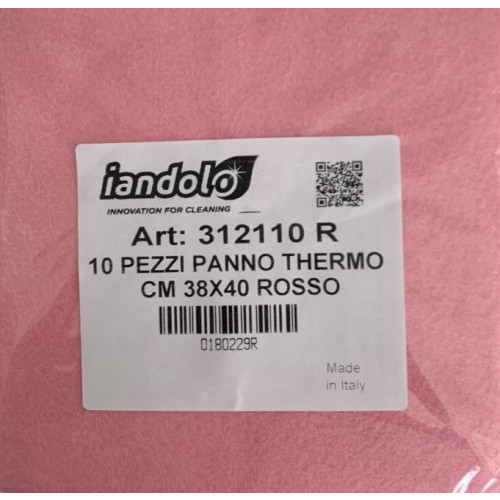 iandolo
INNOVATION FOR CLEANING
Art: 312110 R
10 PEZZI PANNO THERMO
CM 38X40 ROSSO
0180229R
Made
in Italy